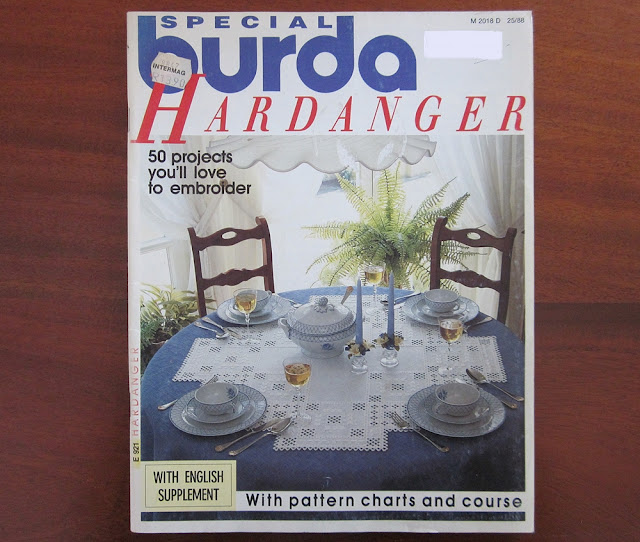 SPECIAL
M 2018 D 25/88
burda
INTERMAG
HARDANGER
50 projects
you'll love
to embroider
HARDANGER
E 921
WITH ENGLISH
SUPPLEMENT
With pattern charts and course